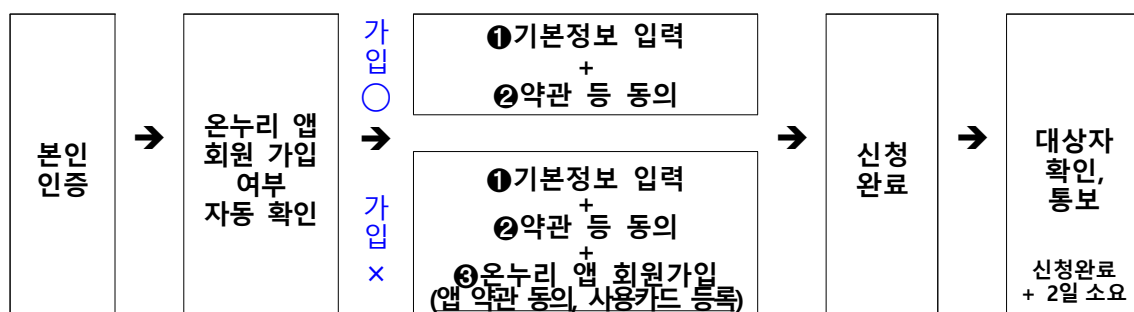 본인
인증
➔
온누리 앱
회원 가입
여부
자동 확인
가
입
○
➔
가
입
×
❶기본정보 입력
+
❷약관 등 동의
❶기본정보 입력
+
❷약관 등 동의
+
❸온누리 앱 회원가입
(앱 약관 동의, 사용카드 등록)
➔
신청
완료
➔
대상자
확인,
통보
신청완료
+ 2일 소요